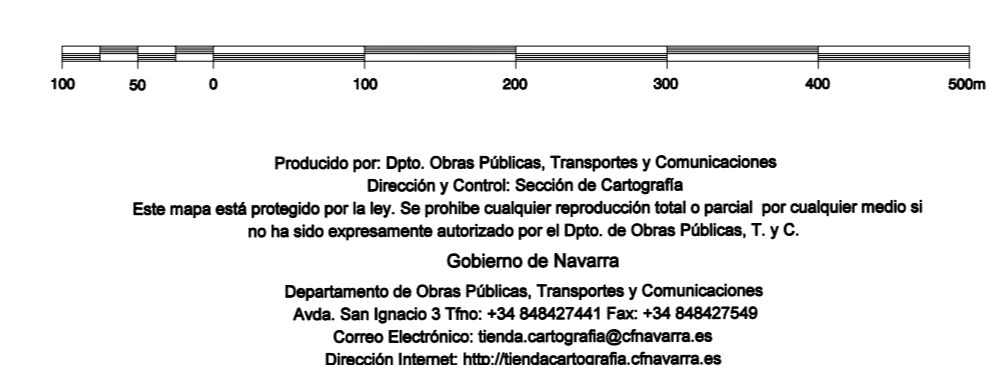 100 50 0 100 200 300 400 500m
Producido por: Dpto. Obras Públicas, Transportes y Comunicaciones
Dirección y Control: Sección de Cartografía
Este mapa está protegido por la ley. Se prohibe cualquier reproducción total o parcial por cualquier medio si
no ha sido expresamente autorizado por el Dpto. de Obras Públicas, T. y C.
Gobierno de Navarra
Departamento de Obras Públicas, Transportes y Comunicaciones
Avda. San Ignacio 3 Tfno: +34 848427441 Fax: +34 848427549
Correo Electrónico: tienda.cartografia@cfnavarra.es
Dirección Internet: http://tiendacartografia.cfnavarra.es